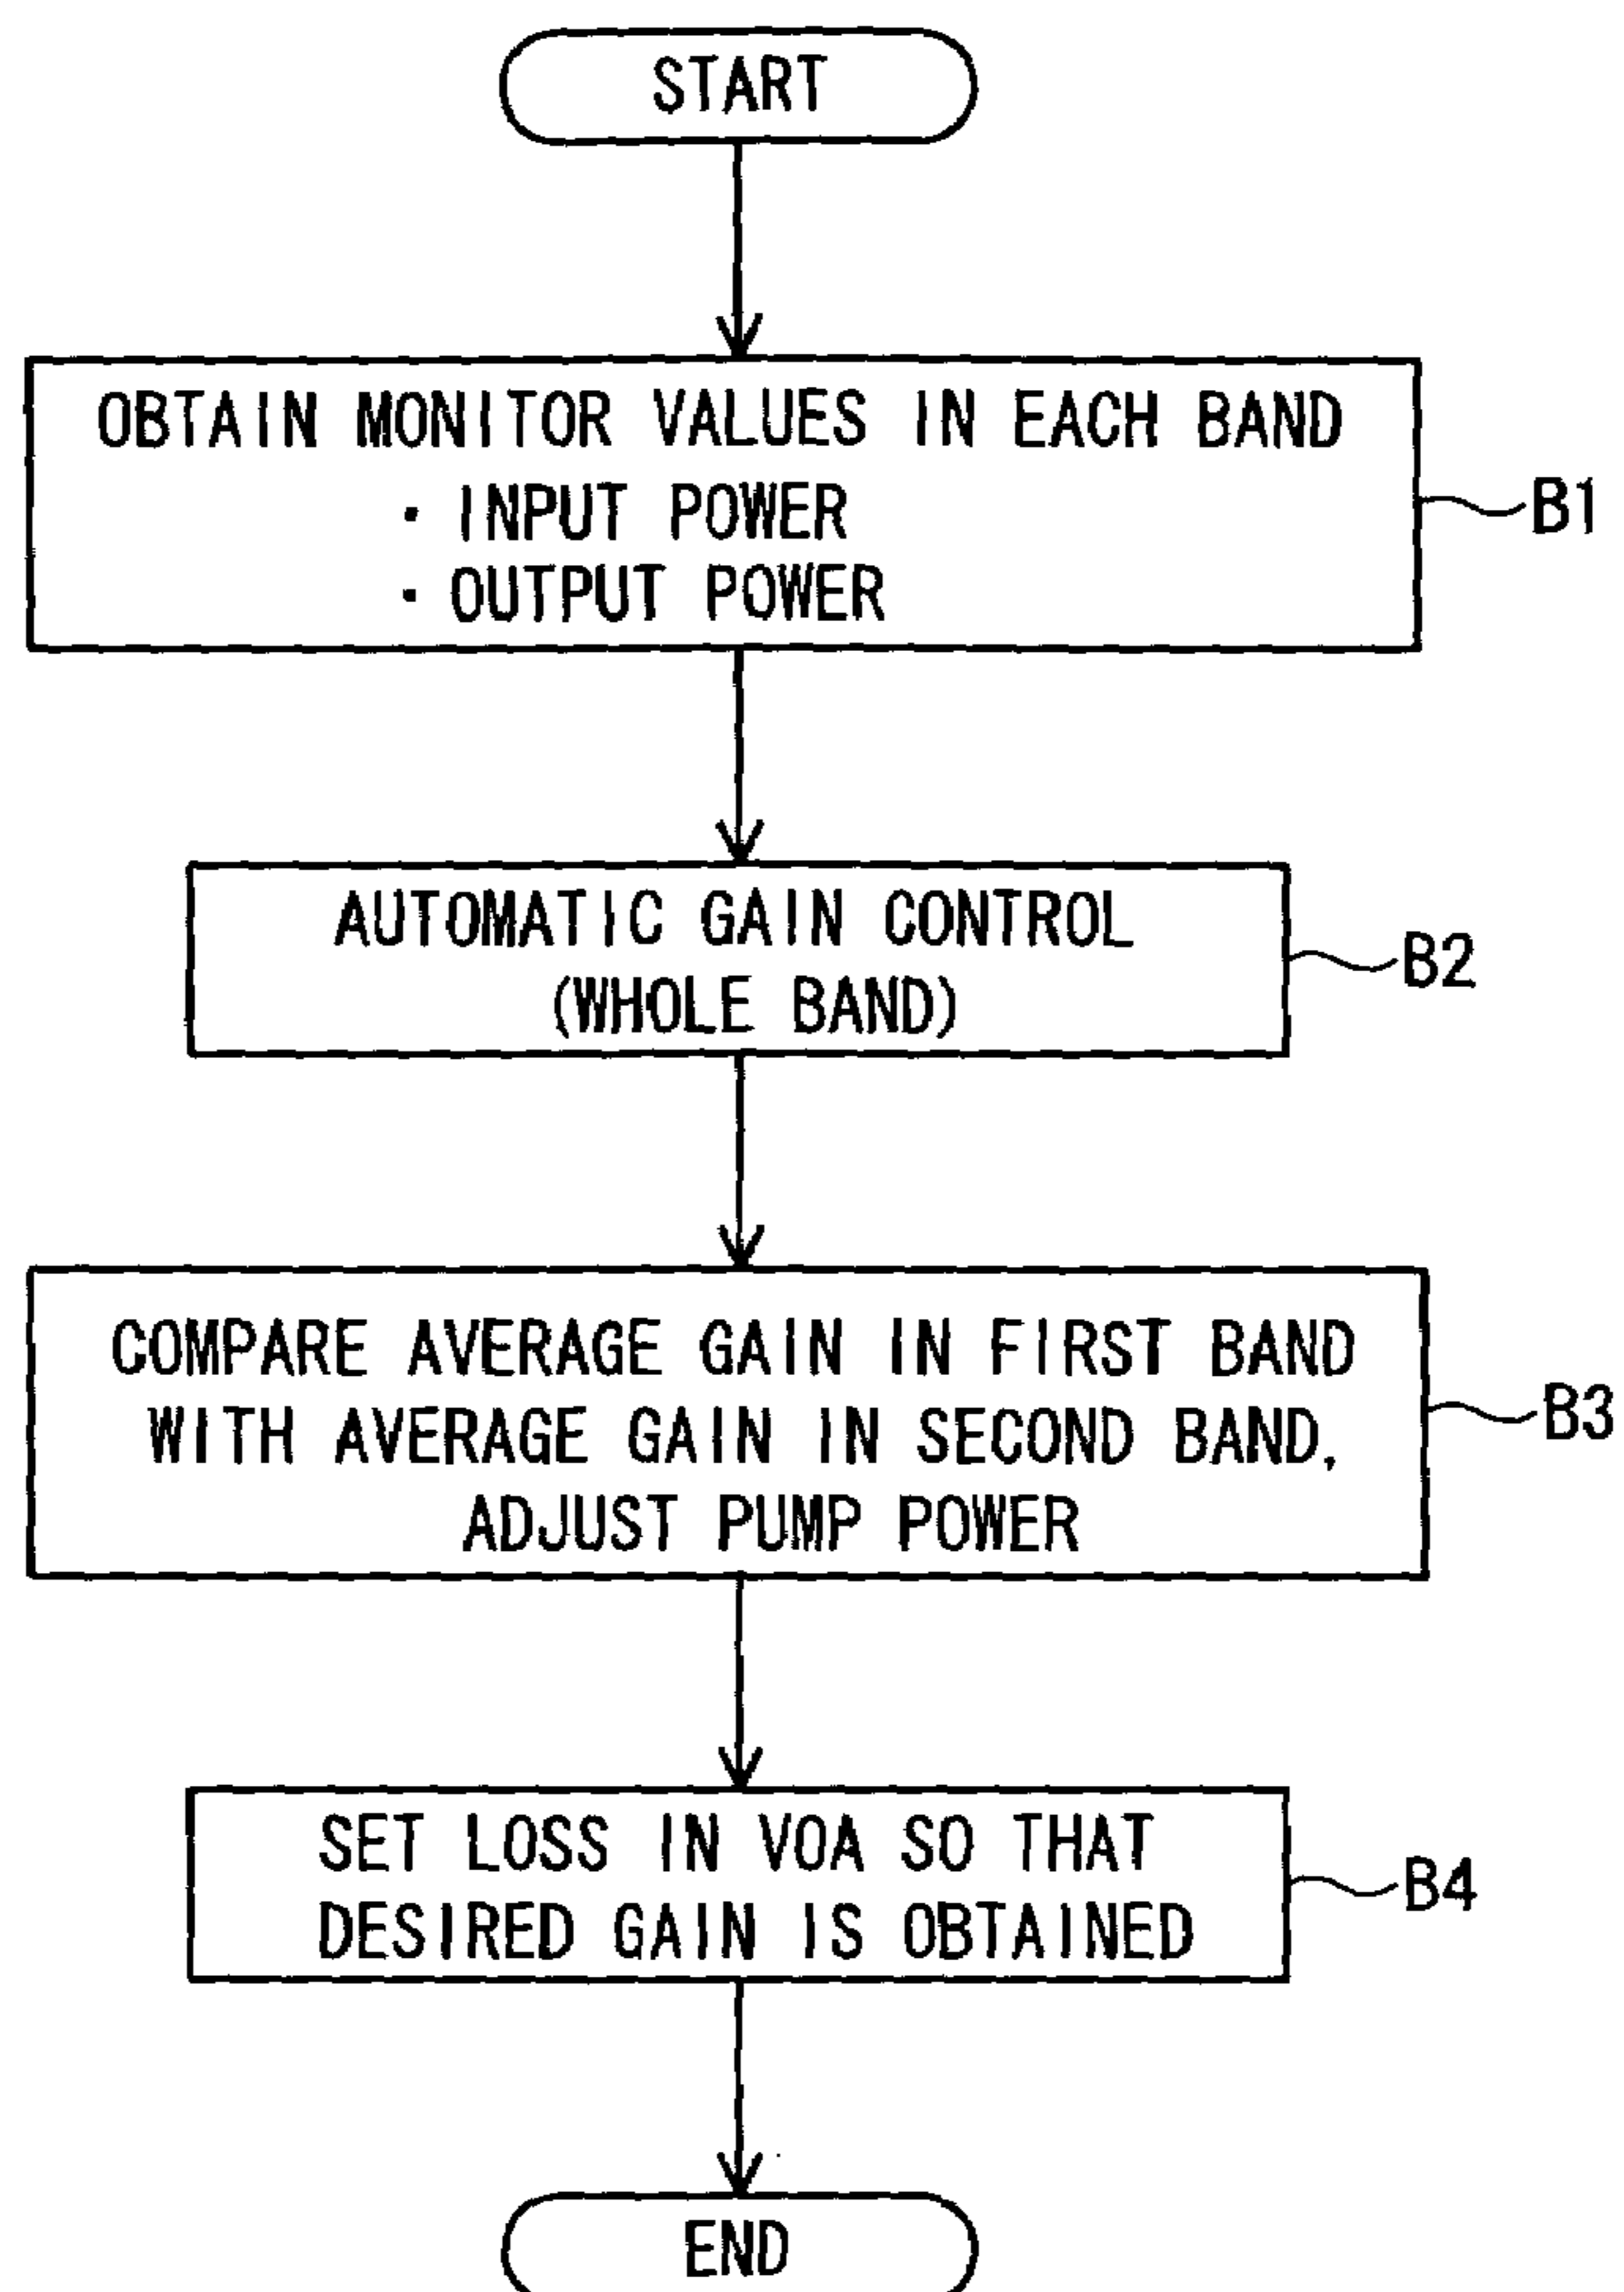 START
OBTAIN MONITOR VALUES IN EACH BAND
・ INPUT POWER
・ OUTPUT POWER
B1
AUTOMATIC GAIN CONTROL
(WHOLE BAND)
B2
COMPARE AVERAGE GAIN IN FIRST BAND
WITH AVERAGE GAIN IN SECOND BAND,
ADJUST PUMP POWER
B3
SET LOSS IN VOA SO THAT
DESIRED GAIN IS OBTAINED
B4
END